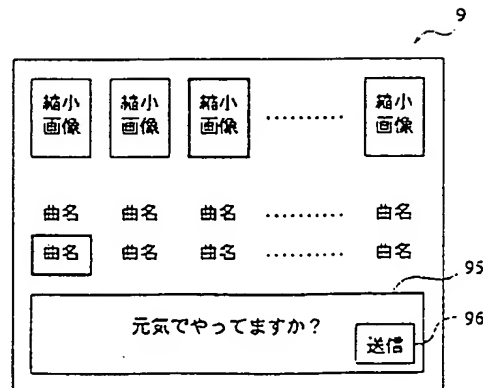 9
縮小 縮小 縮小 縮小
画像 画像 画像 ………… 画像
曲名 曲名 曲名 ………… 曲名
曲名 曲名 曲名 ………… 曲名
95
元気でやってますか?
送信 96